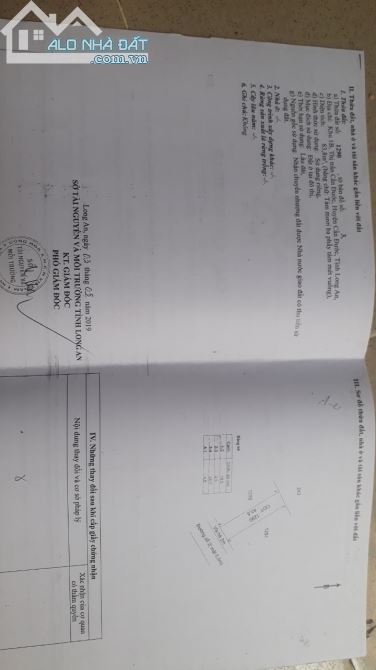 ALO NHÀ ĐẤT
.com.vn
II. Thửa đất, nhà ở và tài sản khác gắn liền với đất
1. Thửa đất:
a) Thửa đất số: 1290 , tờ bản đồ số:
b) Địa chỉ: Khu 1B, Thị trấn Cần Đước, Huyện Cần Đước, Tỉnh Long An,
c) Diện tích: 83,8m², (bằng chữ: Tám mươi ba phẩy tám mét vuông),
d) Hình thức sử dụng: Sử dụng riêng,
đ) Mục đích sử dụng: Đất ở tại đô thị,
e) Thời hạn sử dụng: Lâu dài,
g) Nguồn gốc sử dụng: Nhận chuyển nhượng đất được Nhà nước giao đất có thu tiền sử
dụng đất.
2. Nhà ở: -/-
3. Công trình xây dựng khác: -/-
4. Rừng sản xuất là rừng trồng: -/-
5. Cây lâu năm: -/-
6. Ghi chú: Không
Long An, ngày 03 tháng 05 năm 2019
SỞ TÀI NGUYÊN VÀ MÔI TRƯỜNG TỈNH LONG AN
KT GIÁM ĐỐC
PHÓ GIÁM ĐỐC
SỞ
TÀI NGUYÊN VÀ
MÔI TRƯỜNG
III. Sơ đồ thửa đất, nhà ở và tài sản khác gắn liền với đất
1290
IV. Những thay đổi sau khi cấp giấy chứng nhận
Nội dung thay đổi và cơ sở pháp lý
Xác nhận của cơ quan
có thẩm quyền